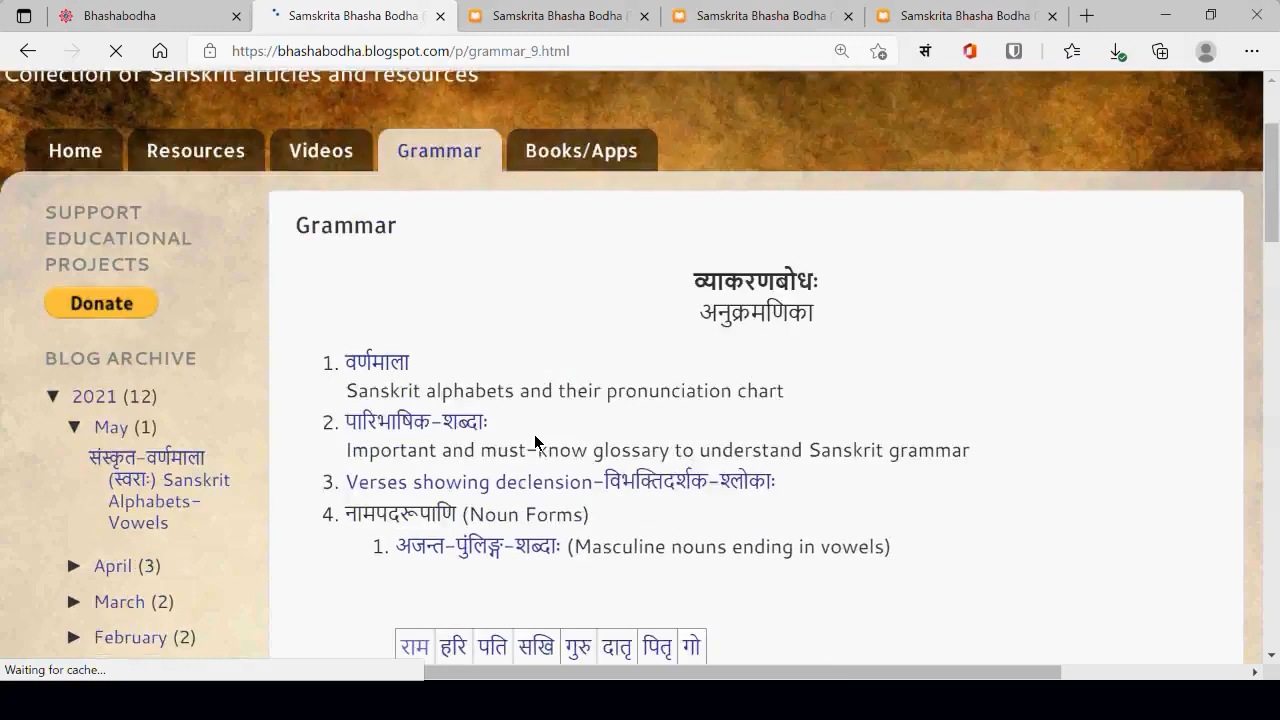 Bhashabodha
Samskrita Bhasha Bodha
Samskrita Bhasha Bodha
Samskrita Bhasha Bodha
Samskrita Bhasha Bodha
https://bhashabodha.blogspot.com/p/grammar_9.html
सं
Collection of Sanskrit articles and resources
Home Resources Videos Grammar Books/Apps
SUPPORT
EDUCATIONAL
PROJECTS
Donate
BLOG ARCHIVE
▼ 2021 (12)
▼ May (1)
संस्कृत-वर्णमाला
(स्वराः) Sanskrit
Alphabets-
Vowels
► April (3)
► March (2)
► February (2)
Grammar
व्याकरणबोधः
अनुक्रमणिका
1. वर्णमाला
Sanskrit alphabets and their pronunciation chart
2. पारिभाषिक-शब्दाः
Important and must-know glossary to understand Sanskrit grammar
3. Verses showing declension-विभक्तिदर्शक-श्लोकाः
4. नामपदरूपाणि (Noun Forms)
1. अजन्त-पुंलिङ्ग-शब्दाः (Masculine nouns ending in vowels)
राम हरि पति सखि गुरु दातृ पितृ गो
Waiting for cache...